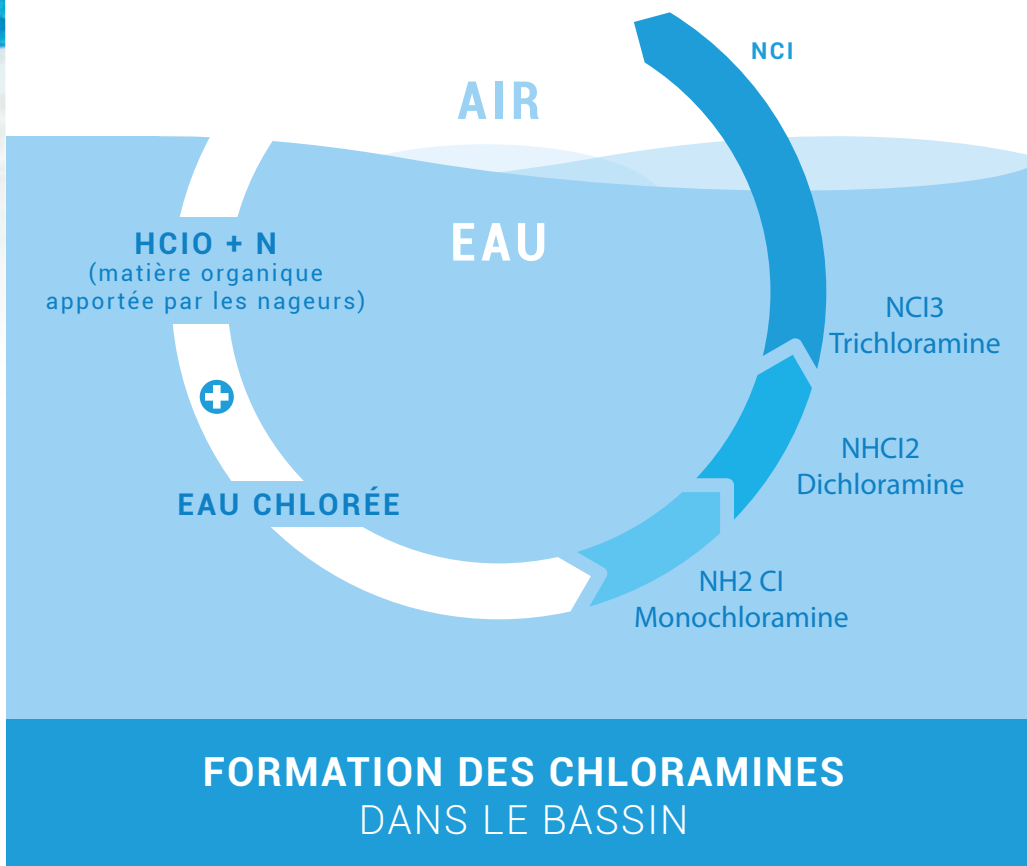 NCI
AIR
EAU
HCIO + N
(matière organique
apportée par les nageurs)
NCI3
Trichloramine
NHCI2
Dichloramine
EAU CHLORÉE
NH2 CI
Monochloramine
FORMATION DES CHLORAMINES
DANS LE BASSIN